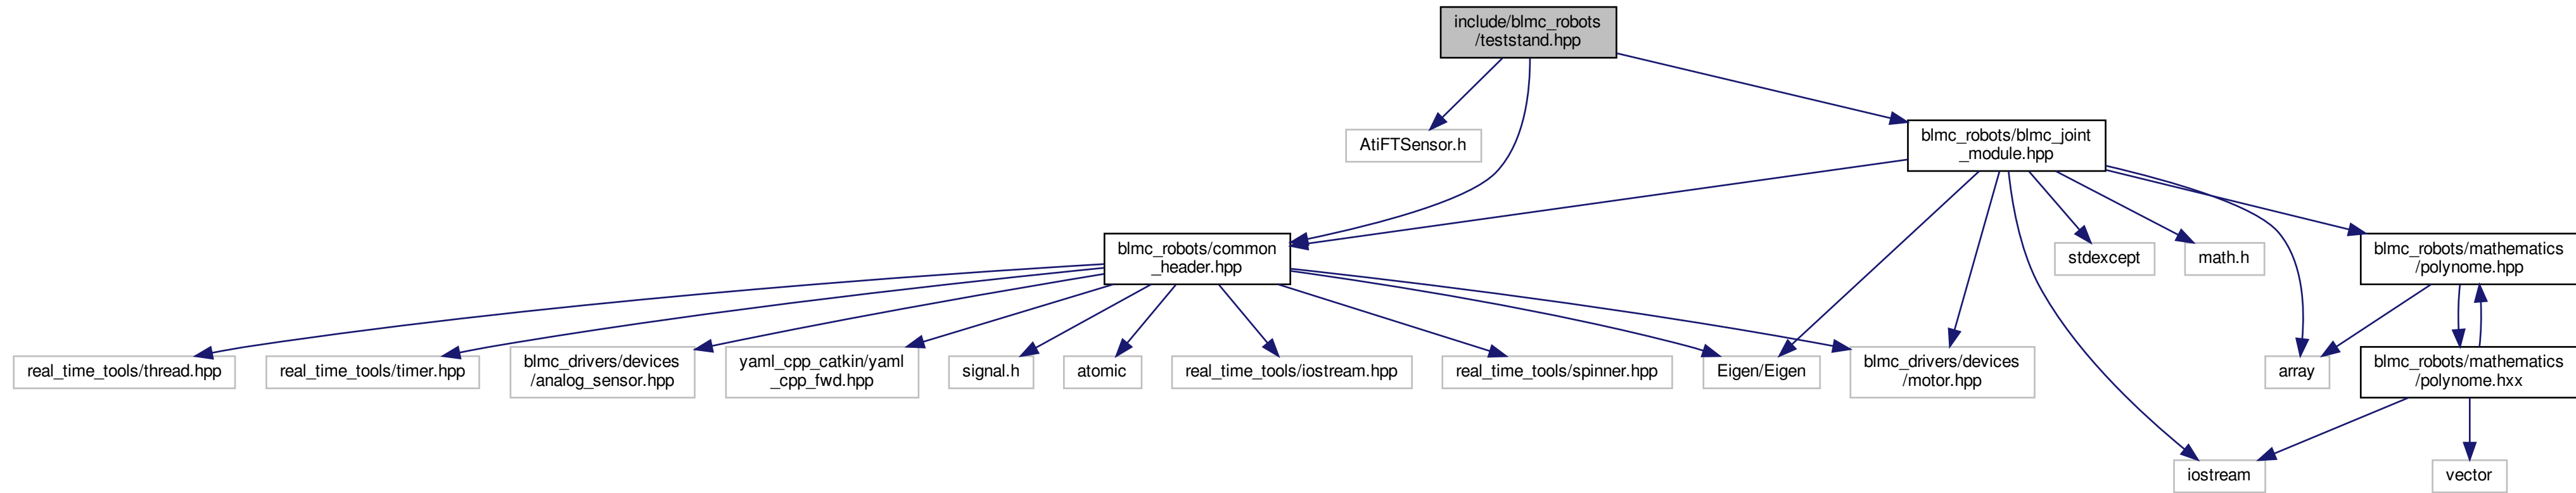 include/blmc_robots
/teststand.hpp
AtiFTSensor.h
blmc_robots/blmc_joint
_module.hpp
blmc_robots/common
_header.hpp
stdexcept
math.h
blmc_robots/mathematics
/polynome.hpp
real_time_tools/thread.hpp
real_time_tools/timer.hpp
blmc_drivers/devices
/analog_sensor.hpp
yaml_cpp_catkin/yaml
_cpp_fwd.hpp
signal.h
atomic
real_time_tools/iostream.hpp
real_time_tools/spinner.hpp
Eigen/Eigen
blmc_drivers/devices
/motor.hpp
array
blmc_robots/mathematics
/polynome.hxx
iostream
vector